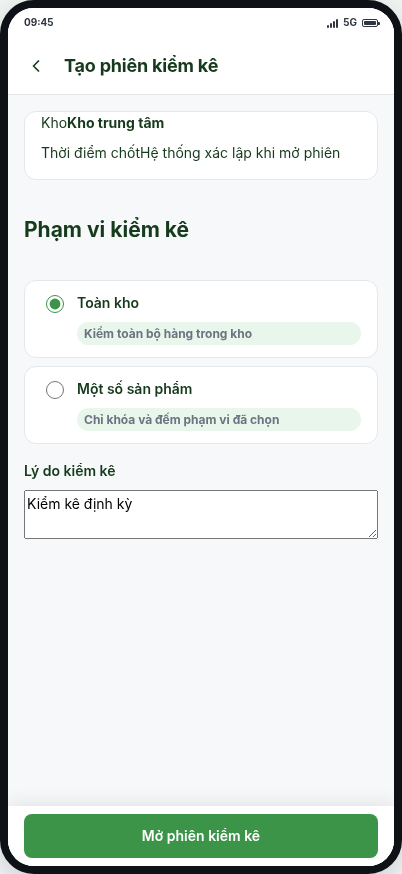 09:45 5G
Tạo phiên kiểm kê
KhoKho trung tâm
Thời điểm chốtHệ thống xác lập khi mở phiên
Phạm vi kiểm kê
Toàn kho
Kiểm toàn bộ hàng trong kho
Một số sản phẩm
Chỉ khóa và đếm phạm vi đã chọn
Lý do kiểm kê
Kiểm kê định kỳ
Mở phiên kiểm kê